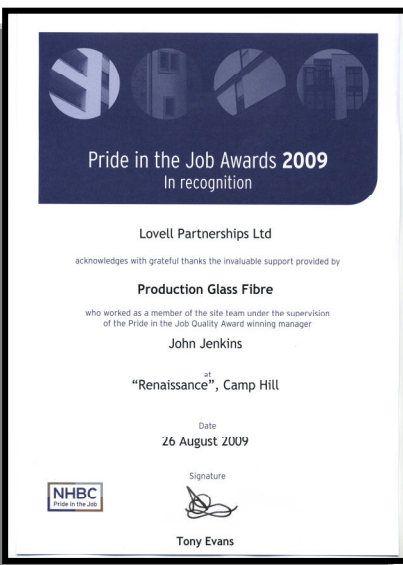 Pride in the Job Awards 2009
In recognition
Lovell Partnerships Ltd
acknowledges with grateful thanks the invaluable support provided by
Production Glass Fibre
who worked as a member of the site team under the supervision
of the Pride in the Job Quality Award winning manager
John Jenkins
at
“Renaissance”, Camp Hill
Date
26 August 2009
Signature
NHBC
Pride in the Job
Tony Evans